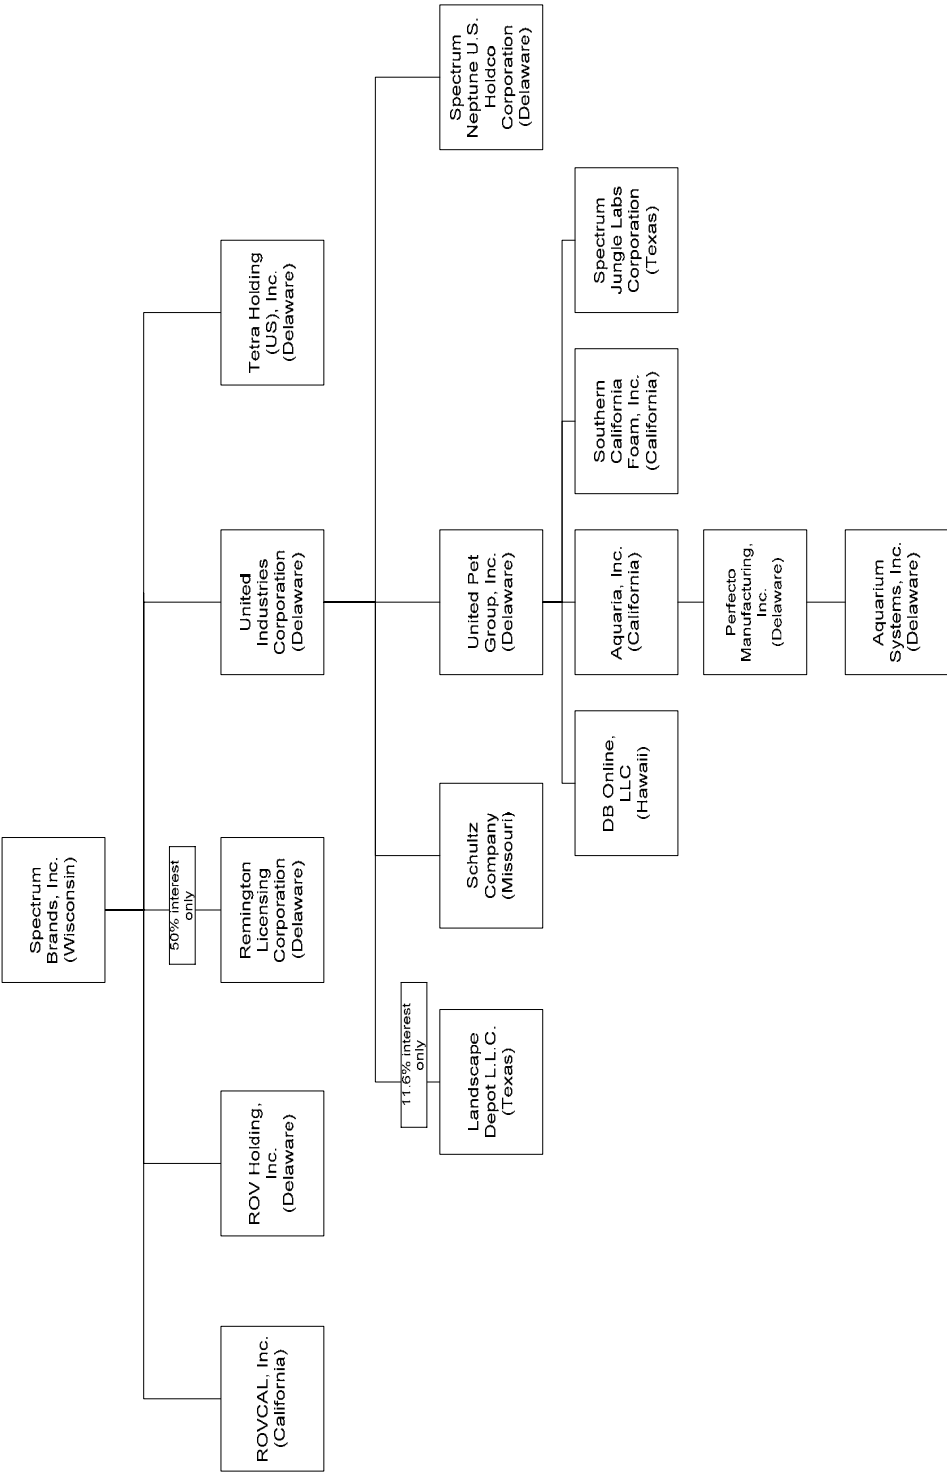 Spectrum
Brands, Inc.
(Wisconsin)
ROVCAL, Inc.
(California)
ROV Holding,
Inc.
(Delaware)
50% interest
only
Remington
Licensing
Corporation
(Delaware)
United
Industries
Corporation
(Delaware)
Tetra Holding
(US), Inc.
(Delaware)
11.6% interest
only
Landscape
Depot L.L.C.
(Texas)
Schultz
Company
(Missouri)
United Pet
Group, Inc.
(Delaware)
Spectrum
Neptune U.S.
Holdco
Corporation
(Delaware)
DB Online,
LLC
(Hawaii)
Aquaria, Inc.
(California)
Southern
California
Foam, Inc.
(California)
Spectrum
Jungle Labs
Corporation
(Texas)
Perfecto
Manufacturing,
Inc.
(Delaware)
Aquarium
Systems, Inc.
(Delaware)